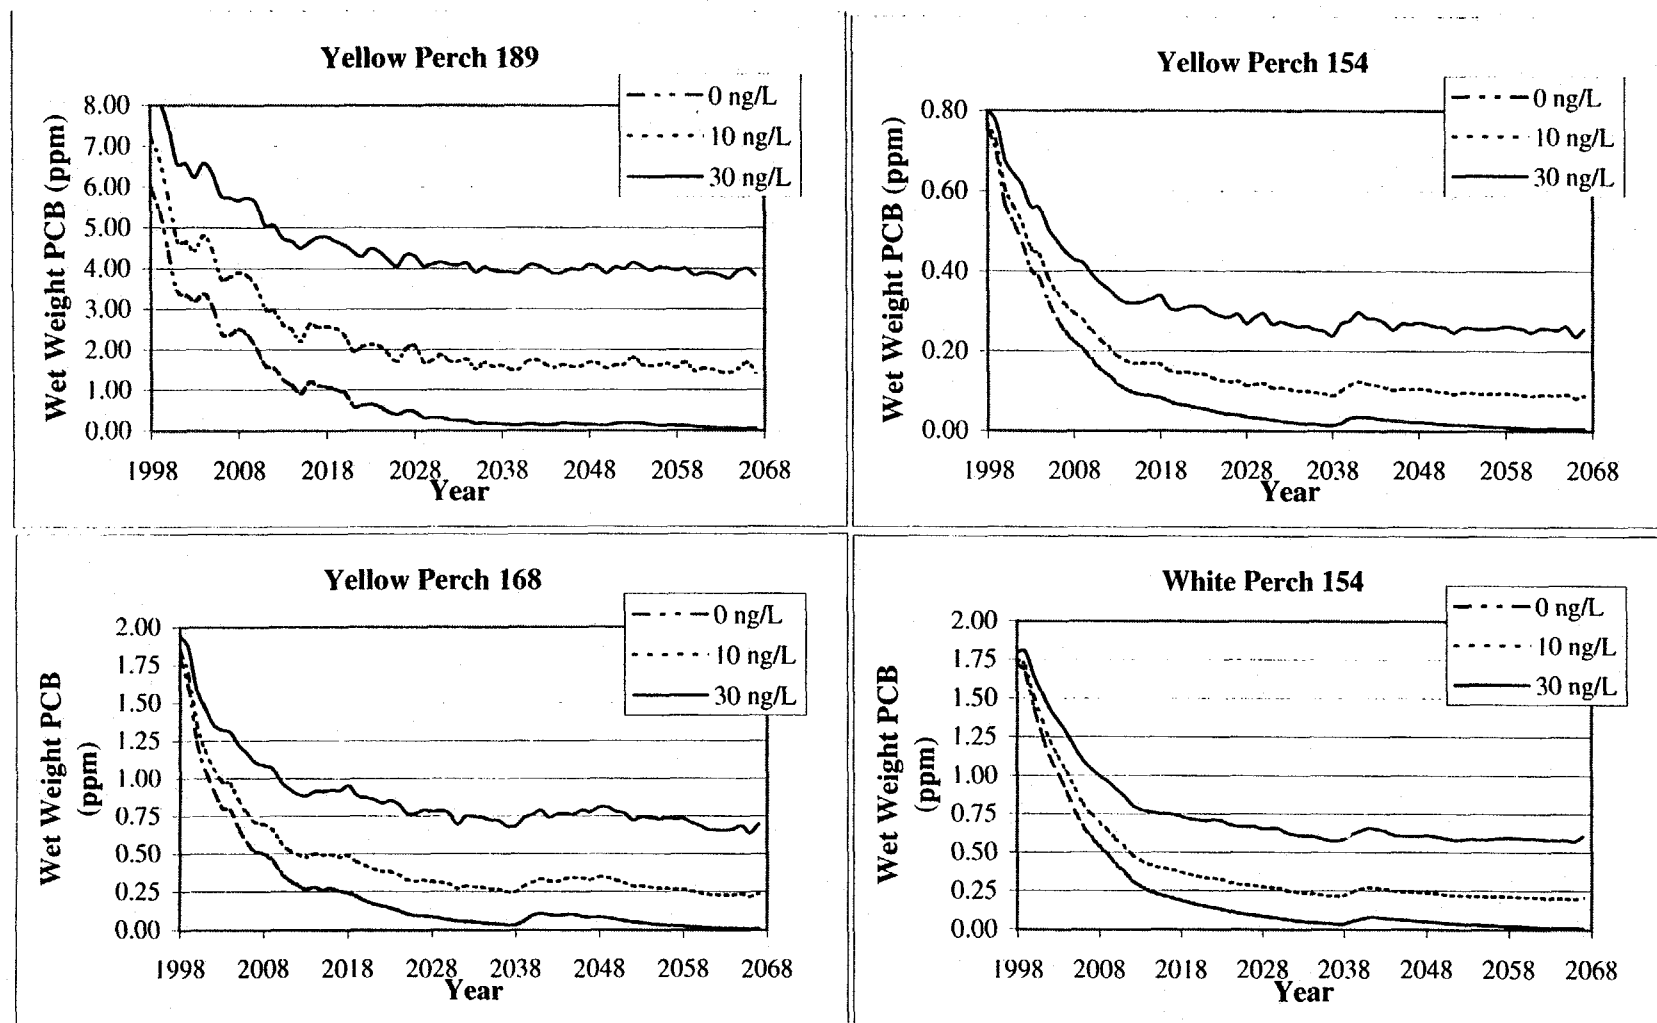 Yellow Perch 189
0 ng/L
10 ng/L
30 ng/L
Wet Weight PCB (ppm)
8.00
7.00
6.00
5.00
4.00
3.00
2.00
1.00
0.00
1998 2008 2018 2028 2038 2048 2058 2068
Year
Yellow Perch 154
0 ng/L
10 ng/L
30 ng/L
Wet Weight PCB (ppm)
0.80
0.60
0.40
0.20
0.00
1998 2008 2018 2028 2038 2048 2058 2068
Year
Yellow Perch 168
0 ng/L
10 ng/L
30 ng/L
Wet Weight PCB
(ppm)
2.00
1.75
1.50
1.25
1.00
0.75
0.50
0.25
0.00
1998 2008 2018 2028 2038 2048 2058 2068
Year
White Perch 154
0 ng/L
10 ng/L
30 ng/L
Wet Weight PCB
(ppm)
2.00
1.75
1.50
1.25
1.00
0.75
0.50
0.25
0.00
1998 2008 2018 2028 2038 2048 2058 2068
Year